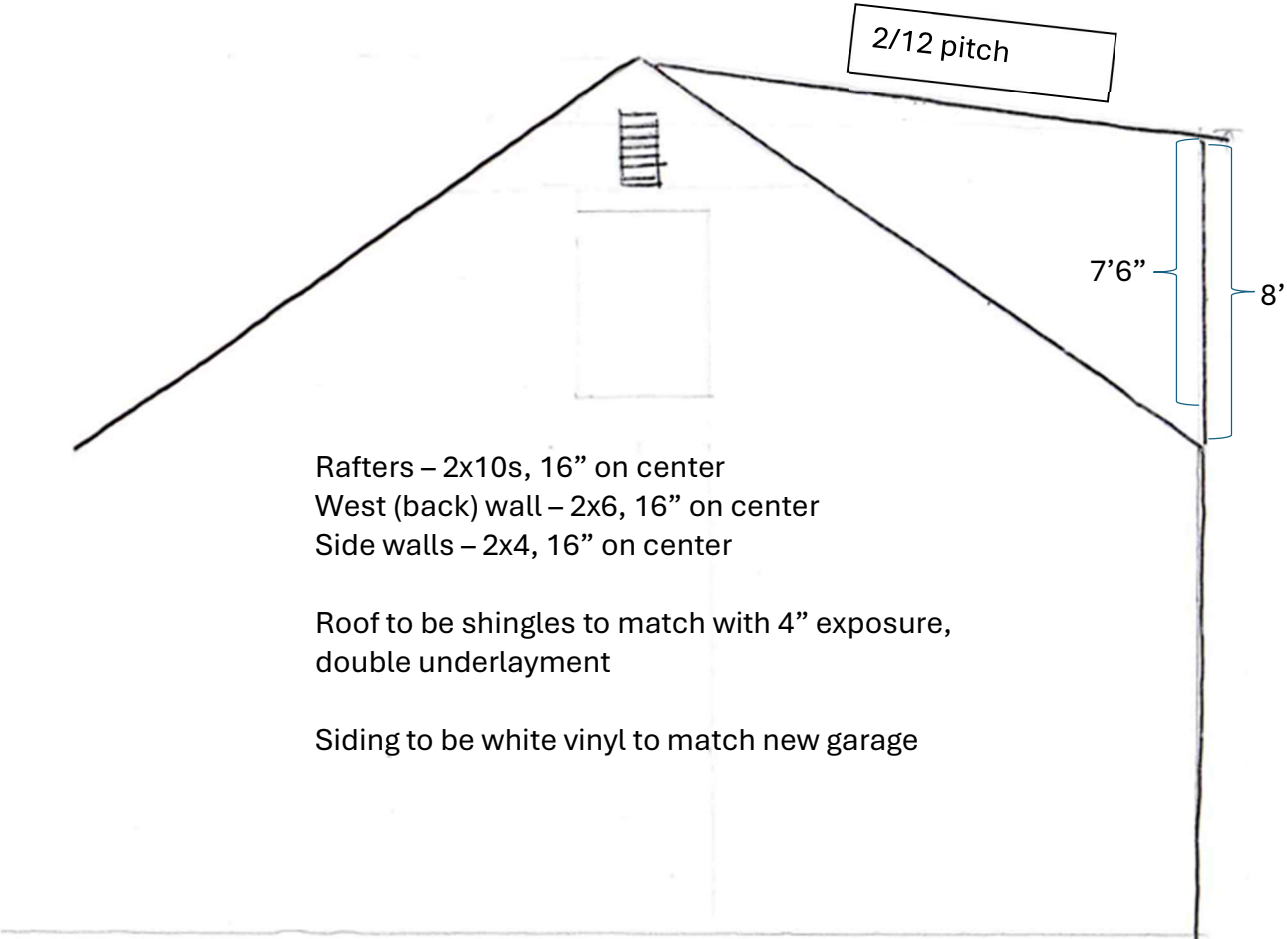 2/12 pitch
7’6”
8’
Rafters – 2x10s, 16” on center
West (back) wall – 2x6, 16” on center
Side walls – 2x4, 16” on center
Roof to be shingles to match with 4” exposure,
double underlayment
Siding to be white vinyl to match new garage